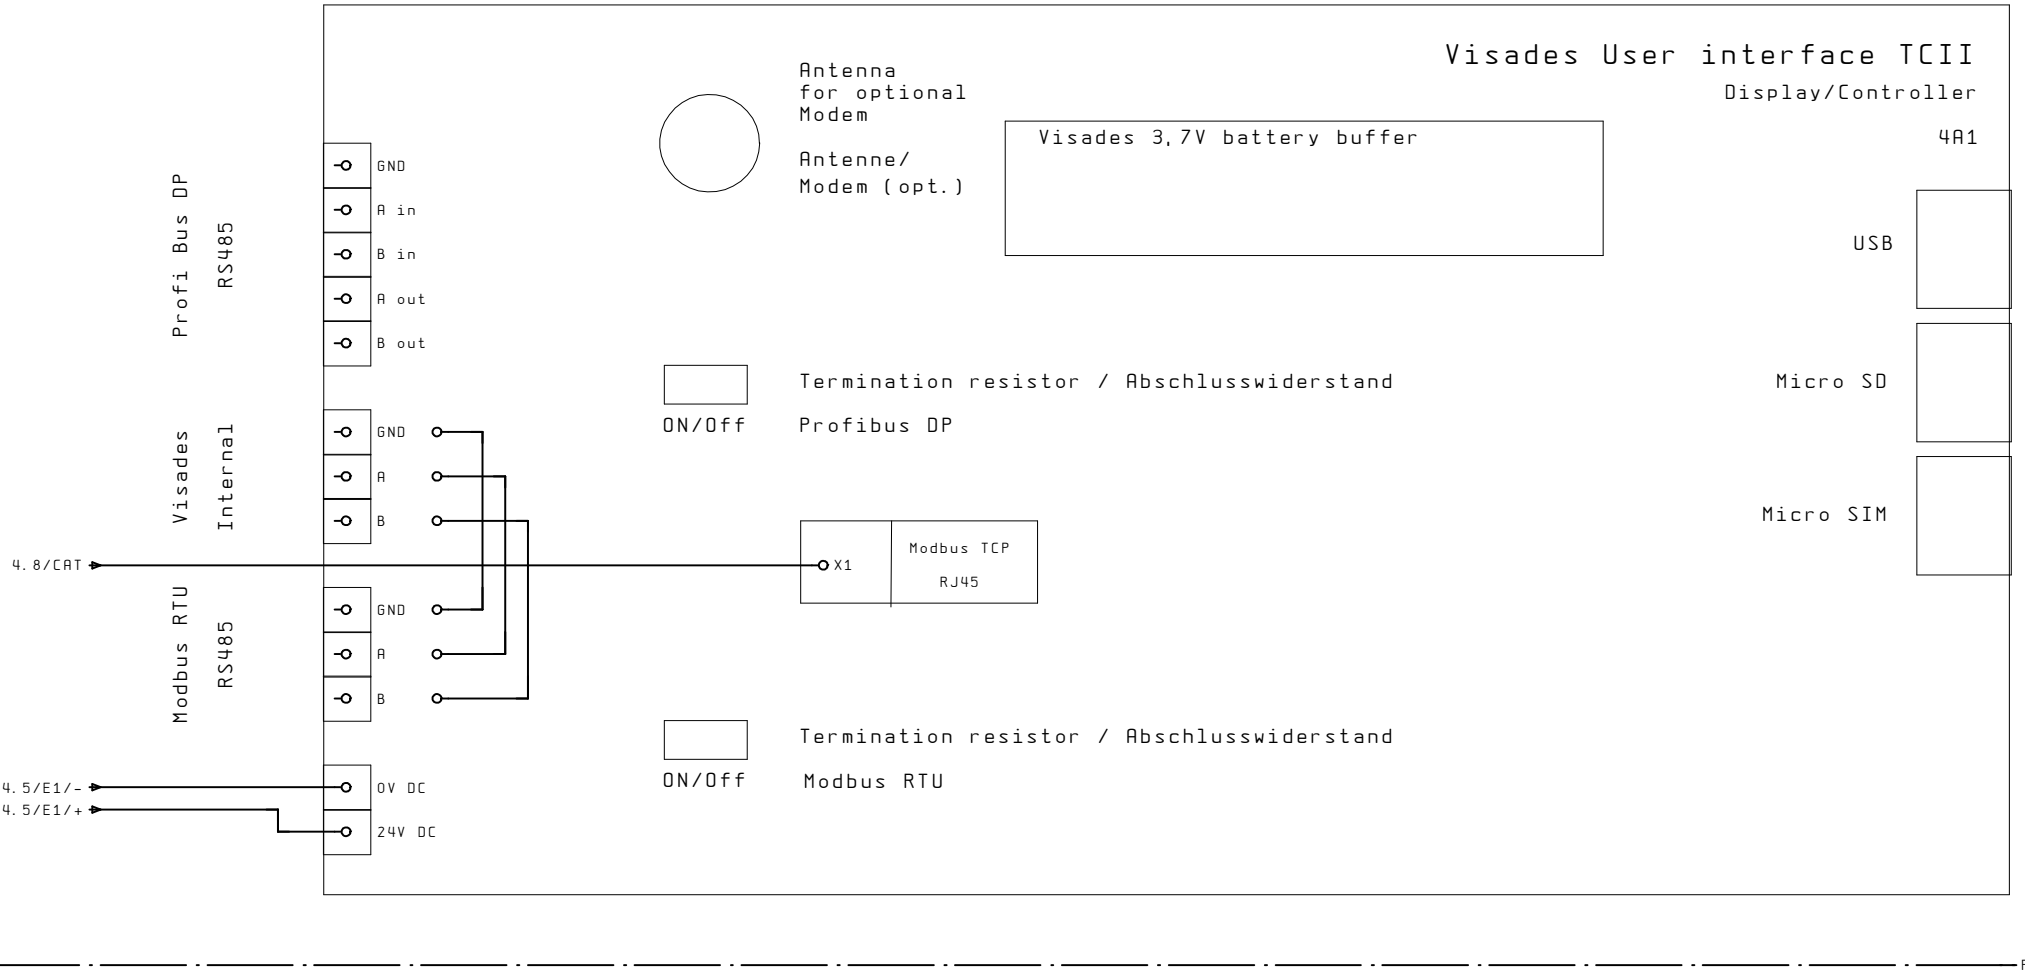 Visades User interface TCII
Display/Controller
4A1
Antenna
for optional
Modem
Antenne/
Modem (opt.)
Visades 3,7V battery buffer
USB
Micro SD
Micro SIM
Profi Bus DP
RS485
GND
A in
B in
A out
B out
Termination resistor / Abschlusswiderstand
ON/Off Profibus DP
Visades
Internal
GND
A
B
4.8/CAT
X1
Modbus TCP
RJ45
Modbus RTU
RS485
GND
A
B
Termination resistor / Abschlusswiderstand
ON/Off Modbus RTU
4.5/E1/-
4.5/E1/+
0V DC
24V DC